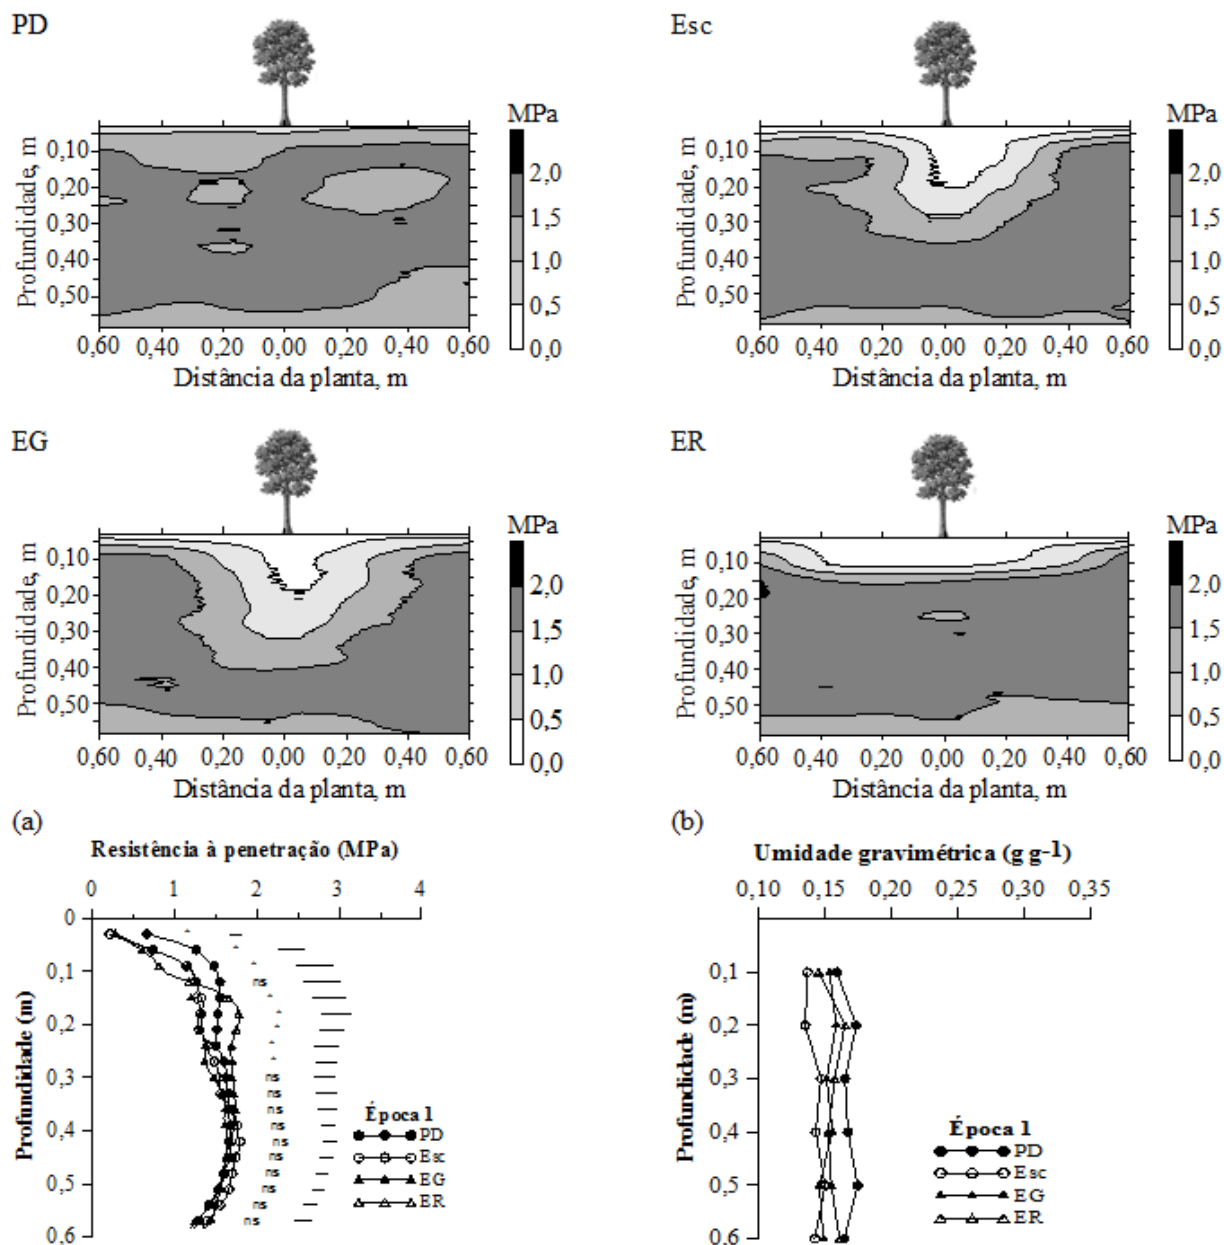 PD
MPa
Profundidade, m
0,10
0,20
0,30
0,40
0,50
2,0
1,5
1,0
0,5
0,0
0,60 0,40 0,20 0,00 0,20 0,40 0,60
Distância da planta, m
Esc
MPa
Profundidade, m
0,10
0,20
0,30
0,40
0,50
2,0
1,5
1,0
0,5
0,0
0,60 0,40 0,20 0,00 0,20 0,40 0,60
Distância da planta, m
EG
MPa
Profundidade, m
0,10
0,20
0,30
0,40
0,50
2,0
1,5
1,0
0,5
0,0
0,60 0,40 0,20 0,00 0,20 0,40 0,60
Distância da planta, m
ER
MPa
Profundidade, m
0,10
0,20
0,30
0,40
0,50
2,0
1,5
1,0
0,5
0,0
0,60 0,40 0,20 0,00 0,20 0,40 0,60
Distância da planta, m
(a)
Resistência à penetração (MPa)
0 1 2 3 4
Profundidade (m)
0
0,1
0,2
0,3
0,4
0,5
0,6
ns
ns
ns
ns
ns
ns
ns
ns
ns
ns
ns
Época 1
PD
Esc
EG
ER
(b)
Umidade gravimétrica (g g-1)
0,10 0,15 0,20 0,25 0,30 0,35
Profundidade (m)
0,1
0,2
0,3
0,4
0,5
0,6
Época 1
PD
Esc
EG
ER